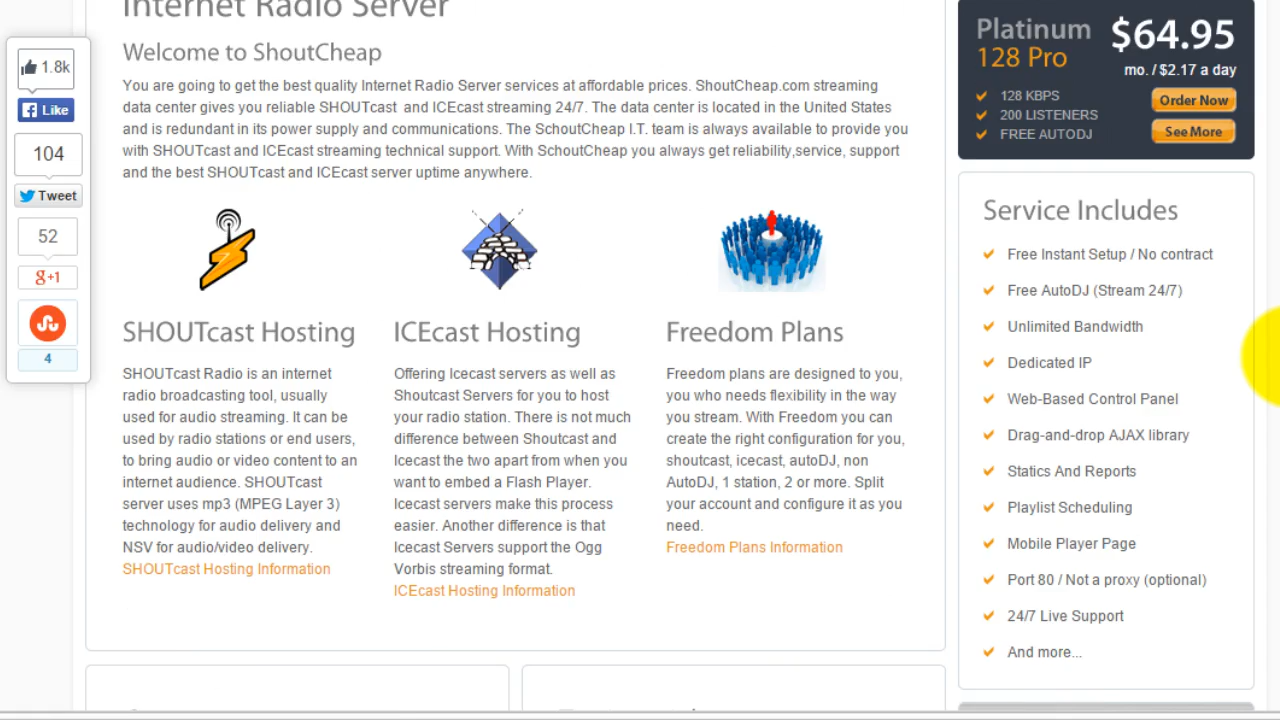 Internet Radio Server
Welcome to ShoutCheap
You are going to get the best quality Internet Radio Server services at affordable prices. ShoutCheap.com streaming
data center gives you reliable SHOUTcast and ICEcast streaming 24/7. The data center is located in the United States
and is redundant in its power supply and communications. The SchoutCheap I.T. team is always available to provide you
with SHOUTcast and ICEcast streaming technical support. With SchoutCheap you always get reliability,service, support
and the best SHOUTcast and ICEcast server uptime anywhere.
1.8k
Like
104
Tweet
52
g+1
4
SHOUTcast Hosting
SHOUTcast Radio is an internet
radio broadcasting tool, usually
used for audio streaming. It can be
used by radio stations or end users,
to bring audio or video content to an
internet audience. SHOUTcast
server uses mp3 (MPEG Layer 3)
technology for audio delivery and
NSV for audio/video delivery.
SHOUTcast Hosting Information
ICEcast Hosting
Offering Icecast servers as well as
Shoutcast Servers for you to host
your radio station. There is not much
difference between Shoutcast and
Icecast the two apart from when you
want to embed a Flash Player.
Icecast servers make this process
easier. Another difference is that
Icecast Servers support the Ogg
Vorbis streaming format.
ICEcast Hosting Information
Freedom Plans
Freedom plans are designed to you,
you who needs flexibility in the way
you stream. With Freedom you can
create the right configuration for you,
shoutcast, icecast, autoDJ, non
AutoDJ, 1 station, 2 or more. Split
your account and configure it as you
need.
Freedom Plans Information
Platinum
128 Pro
$64.95
mo. / $2.17 a day
128 KBPS
200 LISTENERS
FREE AUTODJ
Order Now
See More
Service Includes
Free Instant Setup / No contract
Free AutoDJ (Stream 24/7)
Unlimited Bandwidth
Dedicated IP
Web-Based Control Panel
Drag-and-drop AJAX library
Statics And Reports
Playlist Scheduling
Mobile Player Page
Port 80 / Not a proxy (optional)
24/7 Live Support
And more...